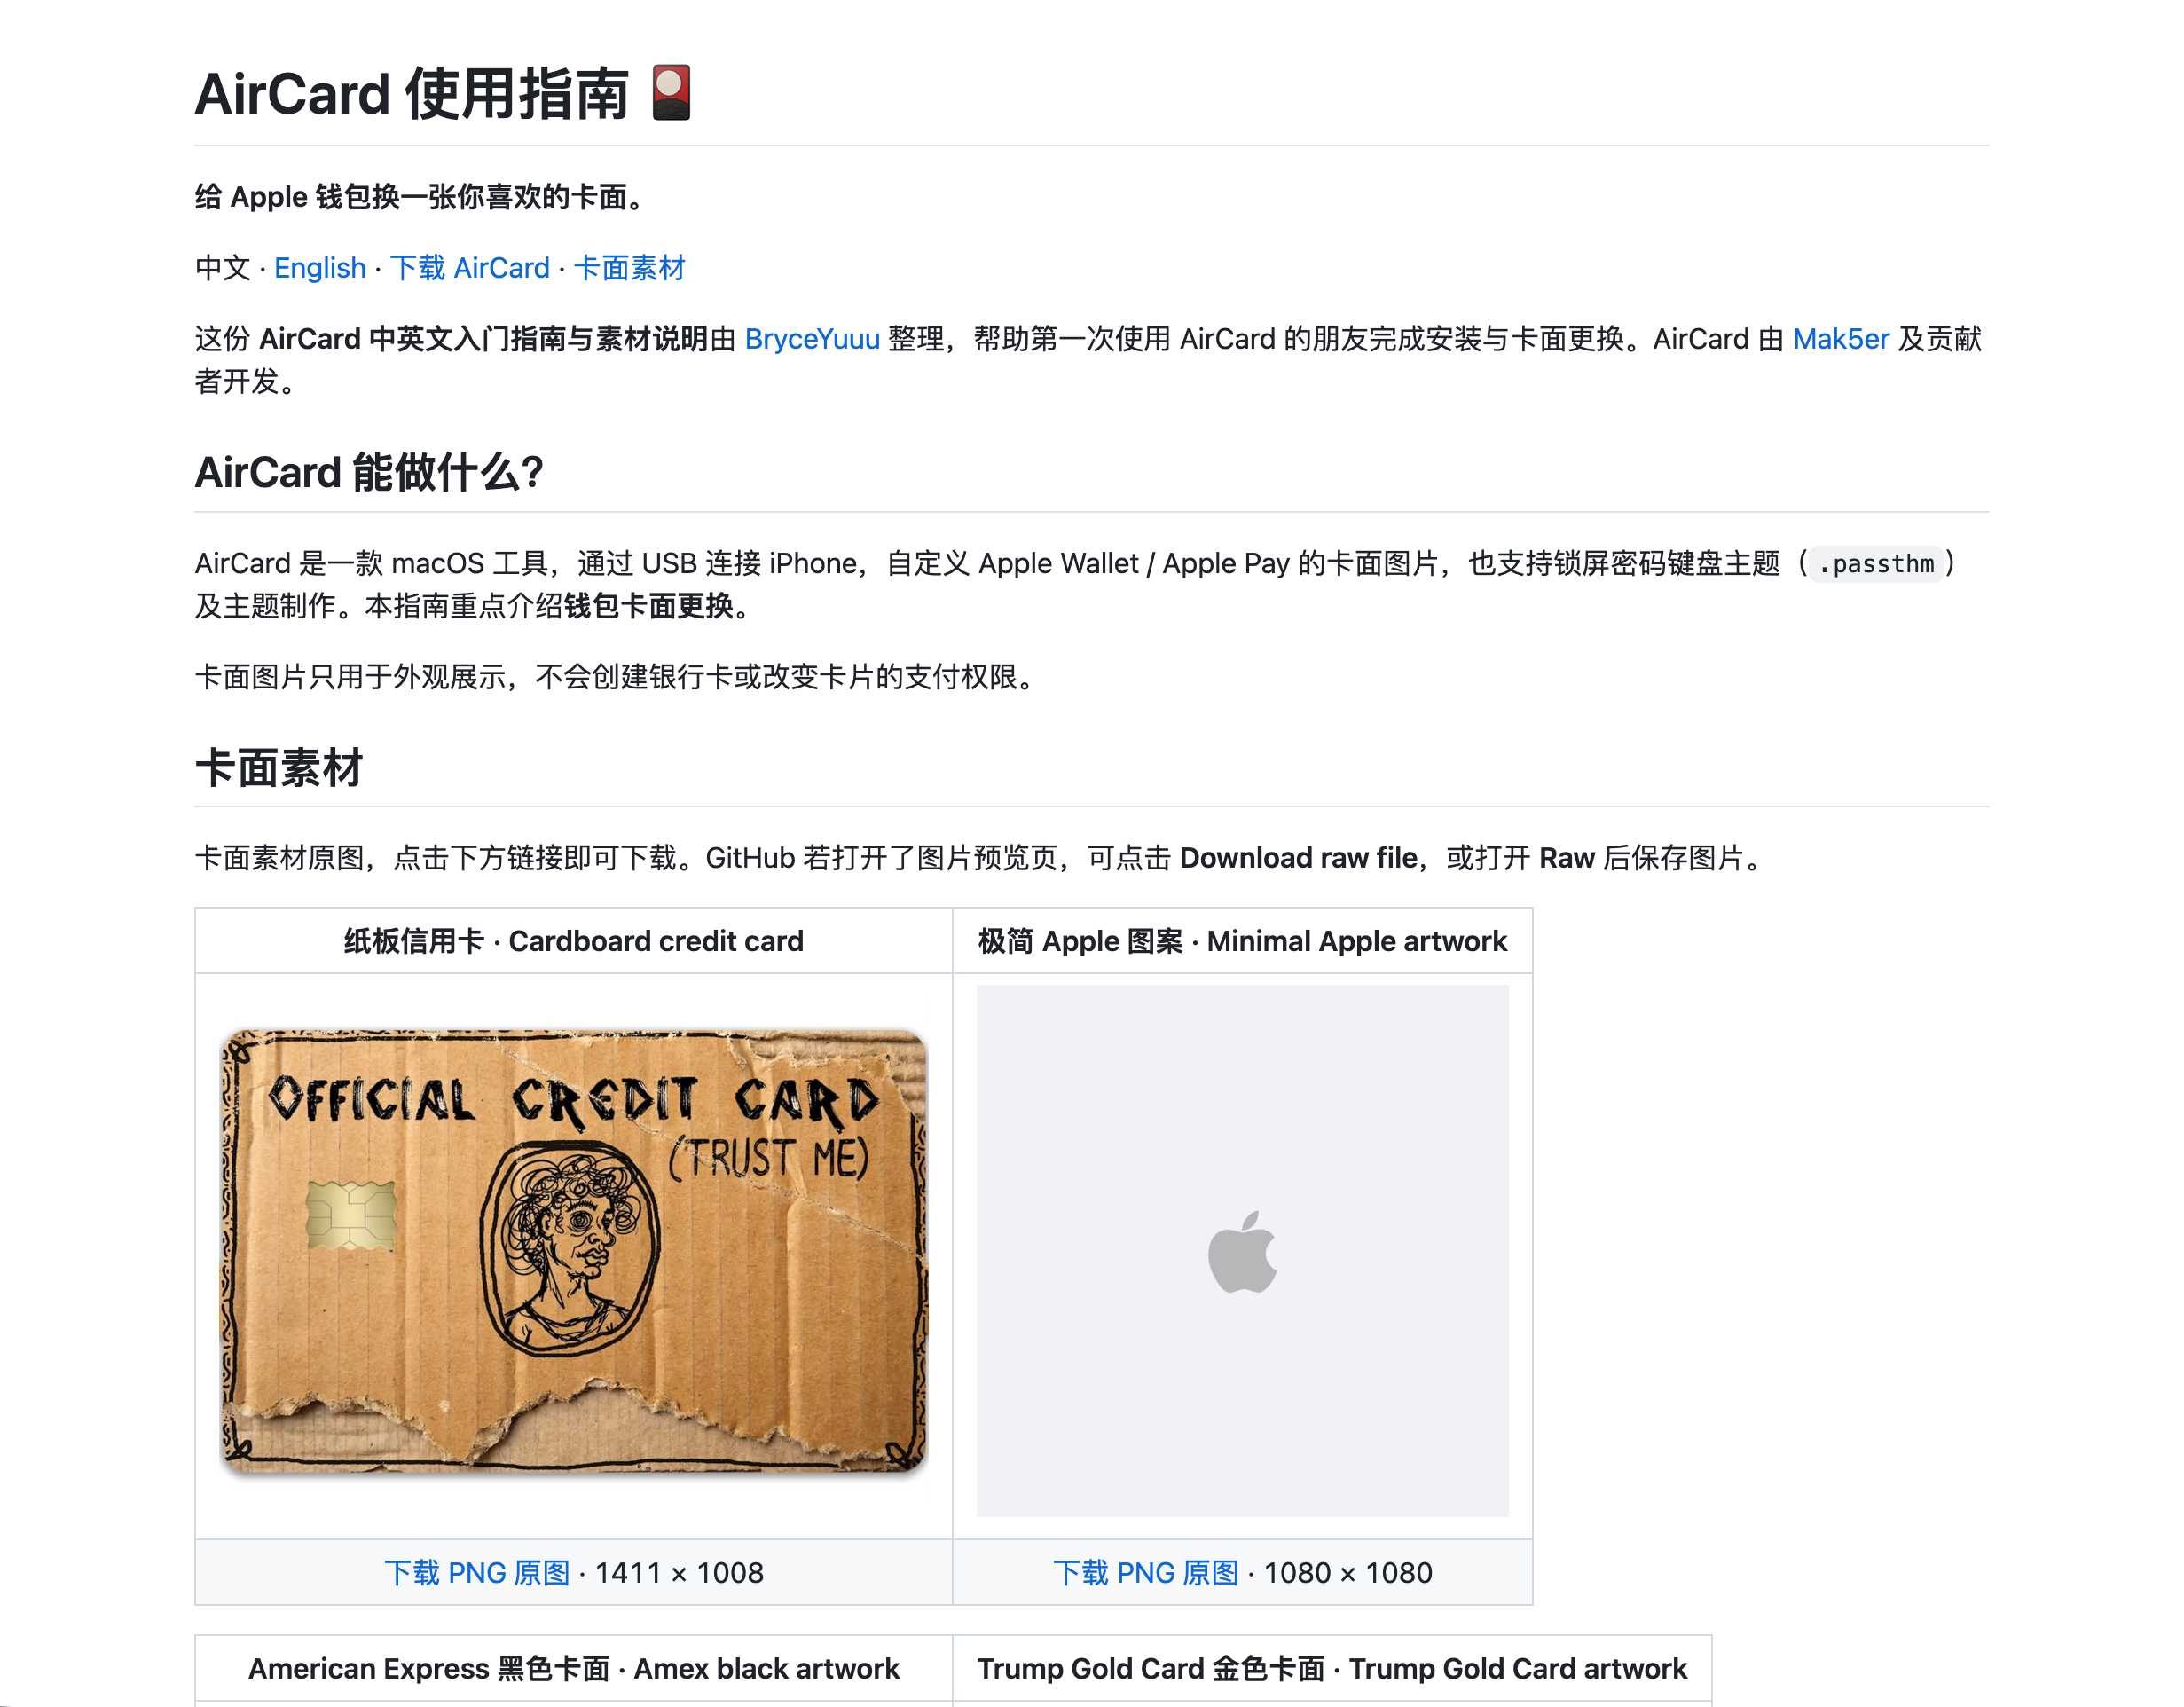 AirCard 使用指南 🎴
给 Apple 钱包换一张你喜欢的卡面。
中文 · English · 下载 AirCard · 卡面素材
这份 AirCard 中英文入门指南与素材说明由 BryceYuuu 整理，帮助第一次使用 AirCard 的朋友完成安装与卡面更换。AirCard 由 Mak5er 及贡献
者开发。
AirCard 能做什么？
AirCard 是一款 macOS 工具，通过 USB 连接 iPhone，自定义 Apple Wallet / Apple Pay 的卡面图片，也支持锁屏密码键盘主题（.passthm）
及主题制作。本指南重点介绍钱包卡面更换。
卡面图片只用于外观展示，不会创建银行卡或改变卡片的支付权限。
卡面素材
卡面素材原图，点击下方链接即可下载。GitHub 若打开了图片预览页，可点击 Download raw file，或打开 Raw 后保存图片。
纸板信用卡 · Cardboard credit card
极简 Apple 图案 · Minimal Apple artwork
OFFICIAL CREDIT CARD
(TRUST ME)
下载 PNG 原图 · 1411 × 1008
下载 PNG 原图 · 1080 × 1080
American Express 黑色卡面 · Amex black artwork
Trump Gold Card 金色卡面 · Trump Gold Card artwork